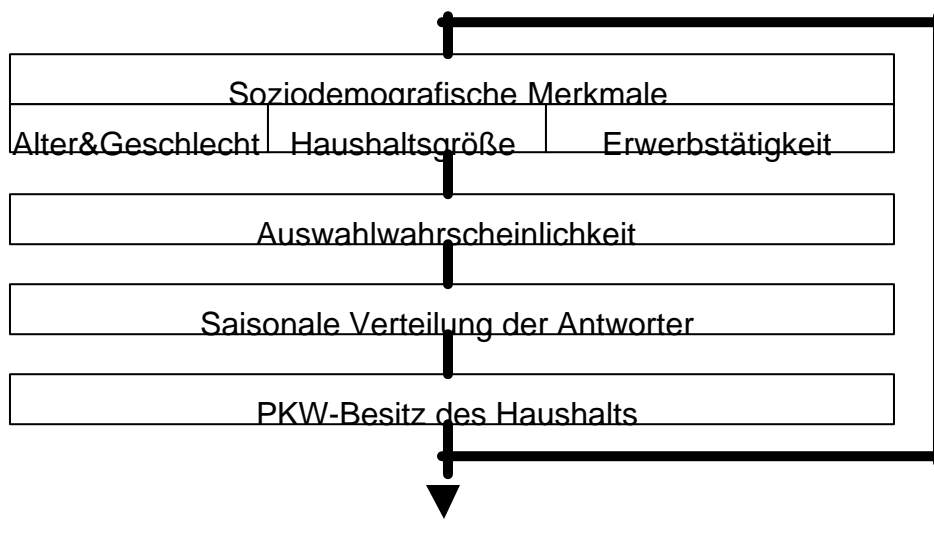 Soziodemografische Merkmale
Alter&Geschlecht Haushaltsgröße Erwerbstätigkeit
Auswahlwahrscheinlichkeit
Saisonale Verteilung der Antworter
PKW-Besitz des Haushalts